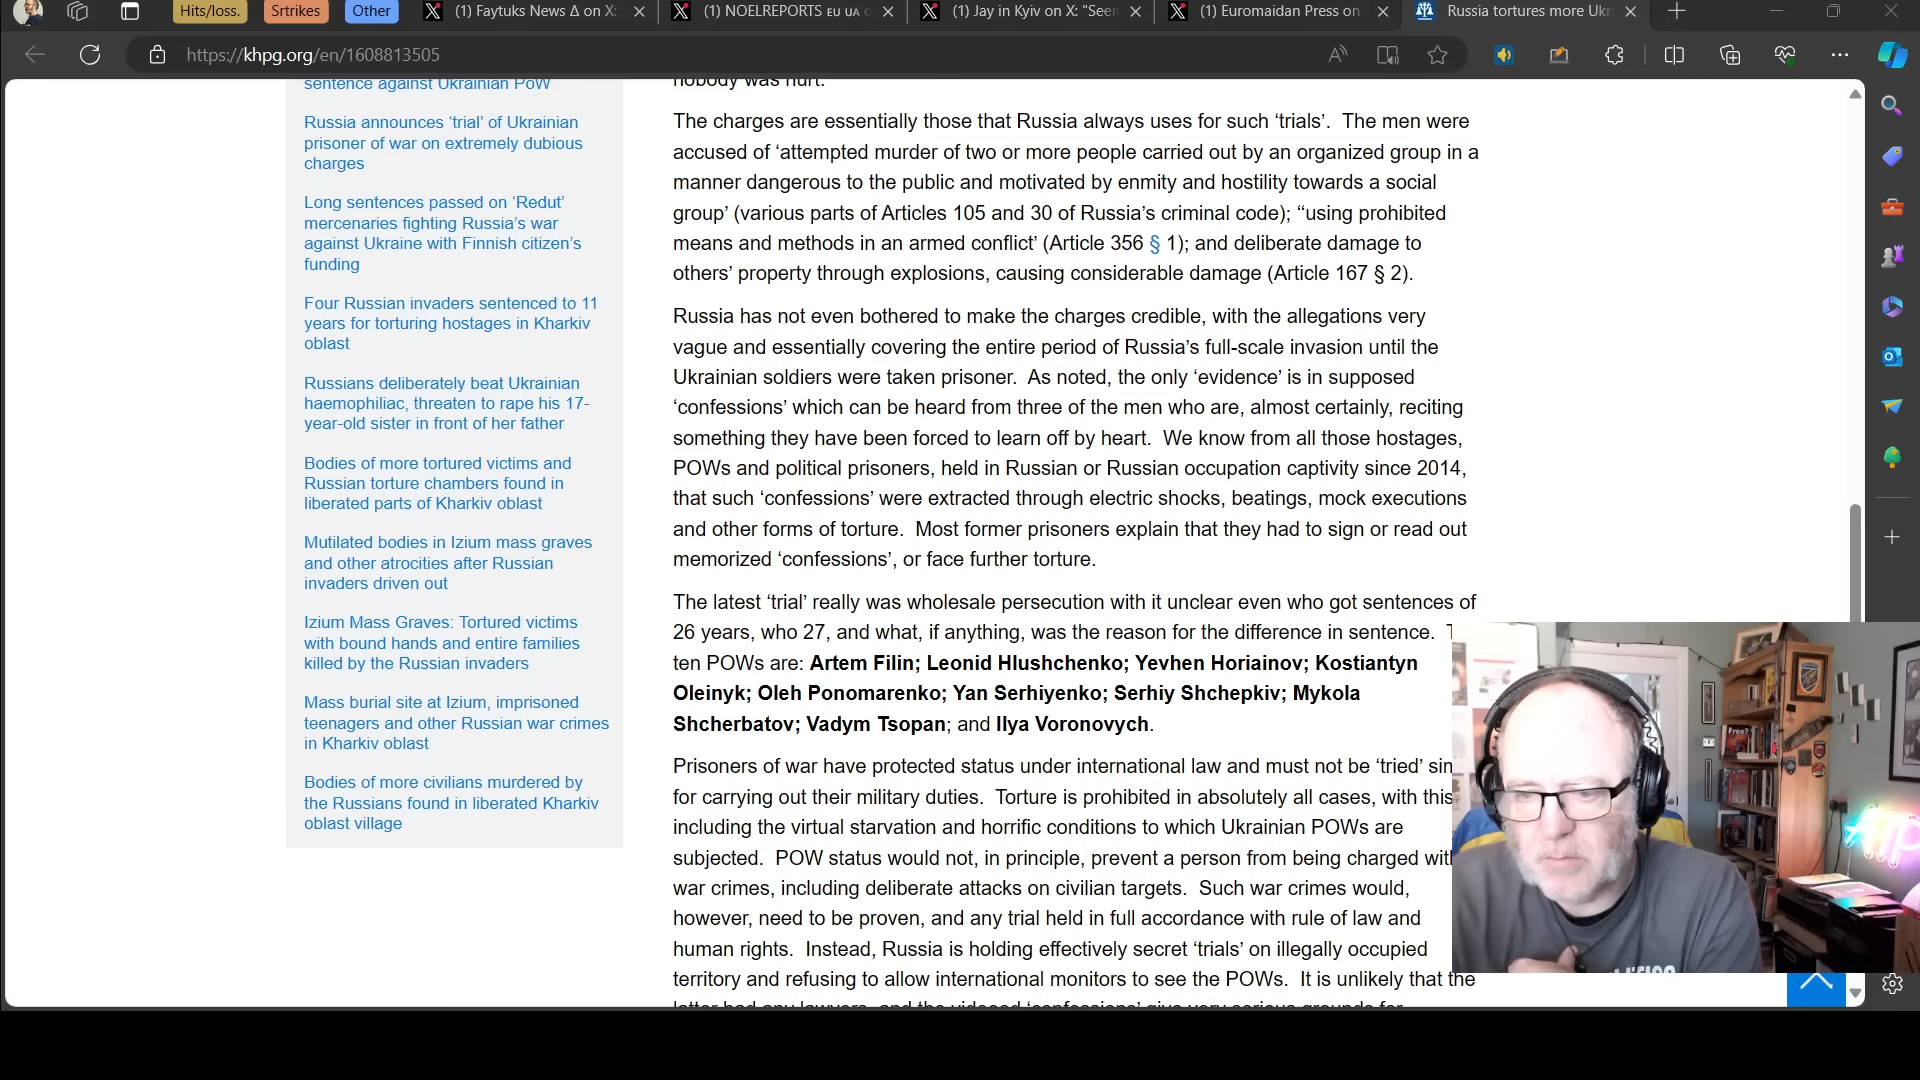 Hits/loss.
Srtrikes
Other
(1) Faytuks News Δ on X:
(1) NOELREPORTS EU UA
(1) Jay in Kyiv on X: "Seen
(1) Euromaidan Press on
Russia tortures more Ukr
https://khpg.org/en/1608813505
sentence against Ukrainian PoW
Russia announces ‘trial’ of Ukrainian
prisoner of war on extremely dubious
charges
Long sentences passed on ‘Redut’
mercenaries fighting Russia’s war
against Ukraine with Finnish citizen’s
funding
Four Russian invaders sentenced to 11
years for torturing hostages in Kharkiv
oblast
Russians deliberately beat Ukrainian
haemophiliac, threaten to rape his 17-
year-old sister in front of her father
Bodies of more tortured victims and
Russian torture chambers found in
liberated parts of Kharkiv oblast
Mutilated bodies in Izium mass graves
and other atrocities after Russian
invaders driven out
Izium Mass Graves: Tortured victims
with bound hands and entire families
killed by the Russian invaders
Mass burial site at Izium, imprisoned
teenagers and other Russian war crimes
in Kharkiv oblast
Bodies of more civilians murdered by
the Russians found in liberated Kharkiv
oblast village
nobody was hurt.
The charges are essentially those that Russia always uses for such ‘trials’.  The men were
accused of ‘attempted murder of two or more people carried out by an organized group in a
manner dangerous to the public and motivated by enmity and hostility towards a social
group’ (various parts of Articles 105 and 30 of Russia’s criminal code); “using prohibited
means and methods in an armed conflict’ (Article 356 § 1); and deliberate damage to
others’ property through explosions, causing considerable damage (Article 167 § 2).
Russia has not even bothered to make the charges credible, with the allegations very
vague and essentially covering the entire period of Russia’s full-scale invasion until the
Ukrainian soldiers were taken prisoner.  As noted, the only ‘evidence’ is in supposed
‘confessions’ which can be heard from three of the men who are, almost certainly, reciting
something they have been forced to learn off by heart.  We know from all those hostages,
POWs and political prisoners, held in Russian or Russian occupation captivity since 2014,
that such ‘confessions’ were extracted through electric shocks, beatings, mock executions
and other forms of torture.  Most former prisoners explain that they had to sign or read out
memorized ‘confessions’, or face further torture.
The latest ‘trial’ really was wholesale persecution with it unclear even who got sentences of
26 years, who 27, and what, if anything, was the reason for the difference in sentence.
ten POWs are: Artem Filin; Leonid Hlushchenko; Yevhen Horiainov; Kostiantyn
Oleinyk; Oleh Ponomarenko; Yan Serhiyenko; Serhiy Shchepkiv; Mykola
Shcherbatov; Vadym Tsopan; and Ilya Voronovych.
Prisoners of war have protected status under international law and must not be ‘tried’ sim
for carrying out their military duties.  Torture is prohibited in absolutely all cases, with this
including the virtual starvation and horrific conditions to which Ukrainian POWs are
subjected.  POW status would not, in principle, prevent a person from being charged with
war crimes, including deliberate attacks on civilian targets.  Such war crimes would,
however, need to be proven, and any trial held in full accordance with rule of law and
human rights.  Instead, Russia is holding effectively secret ‘trials’ on illegally occupied
territory and refusing to allow international monitors to see the POWs.  It is unlikely that the
latter had any lawyers, and the videoed ‘confessions’ give very serious grounds for
Free?
ATP